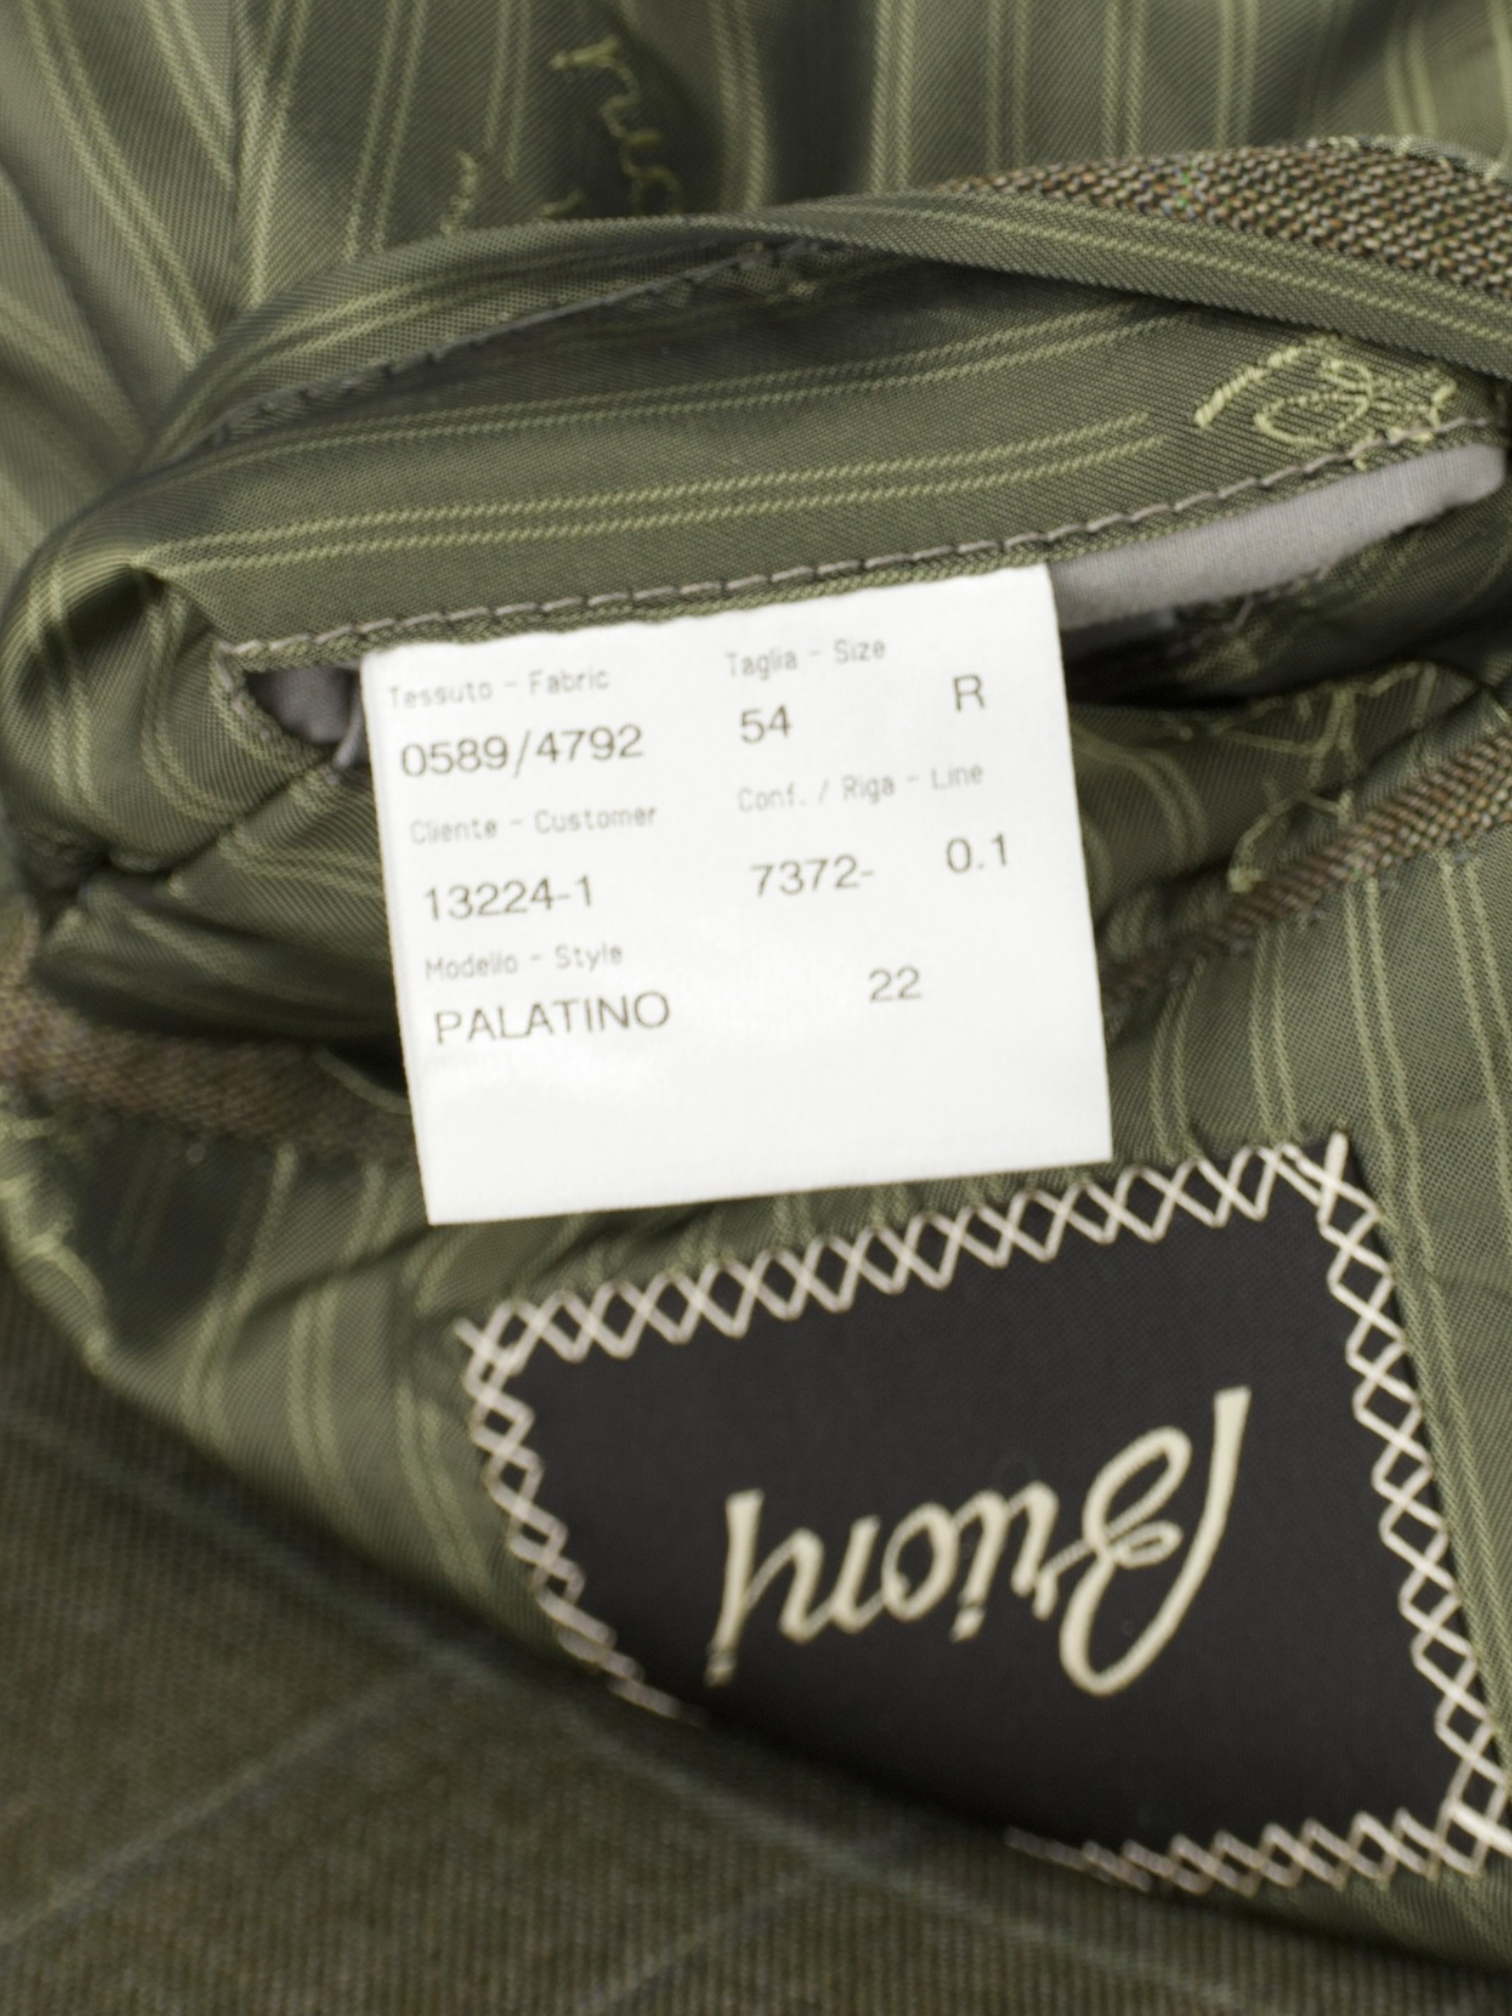 Tessuto - Fabric Taglia - Size
0589/4792 54 R
Cliente - Customer Conf. / Riga - Line
13224-1 7372- 0.1
Modello - Style
PALATINO 22
Brioni